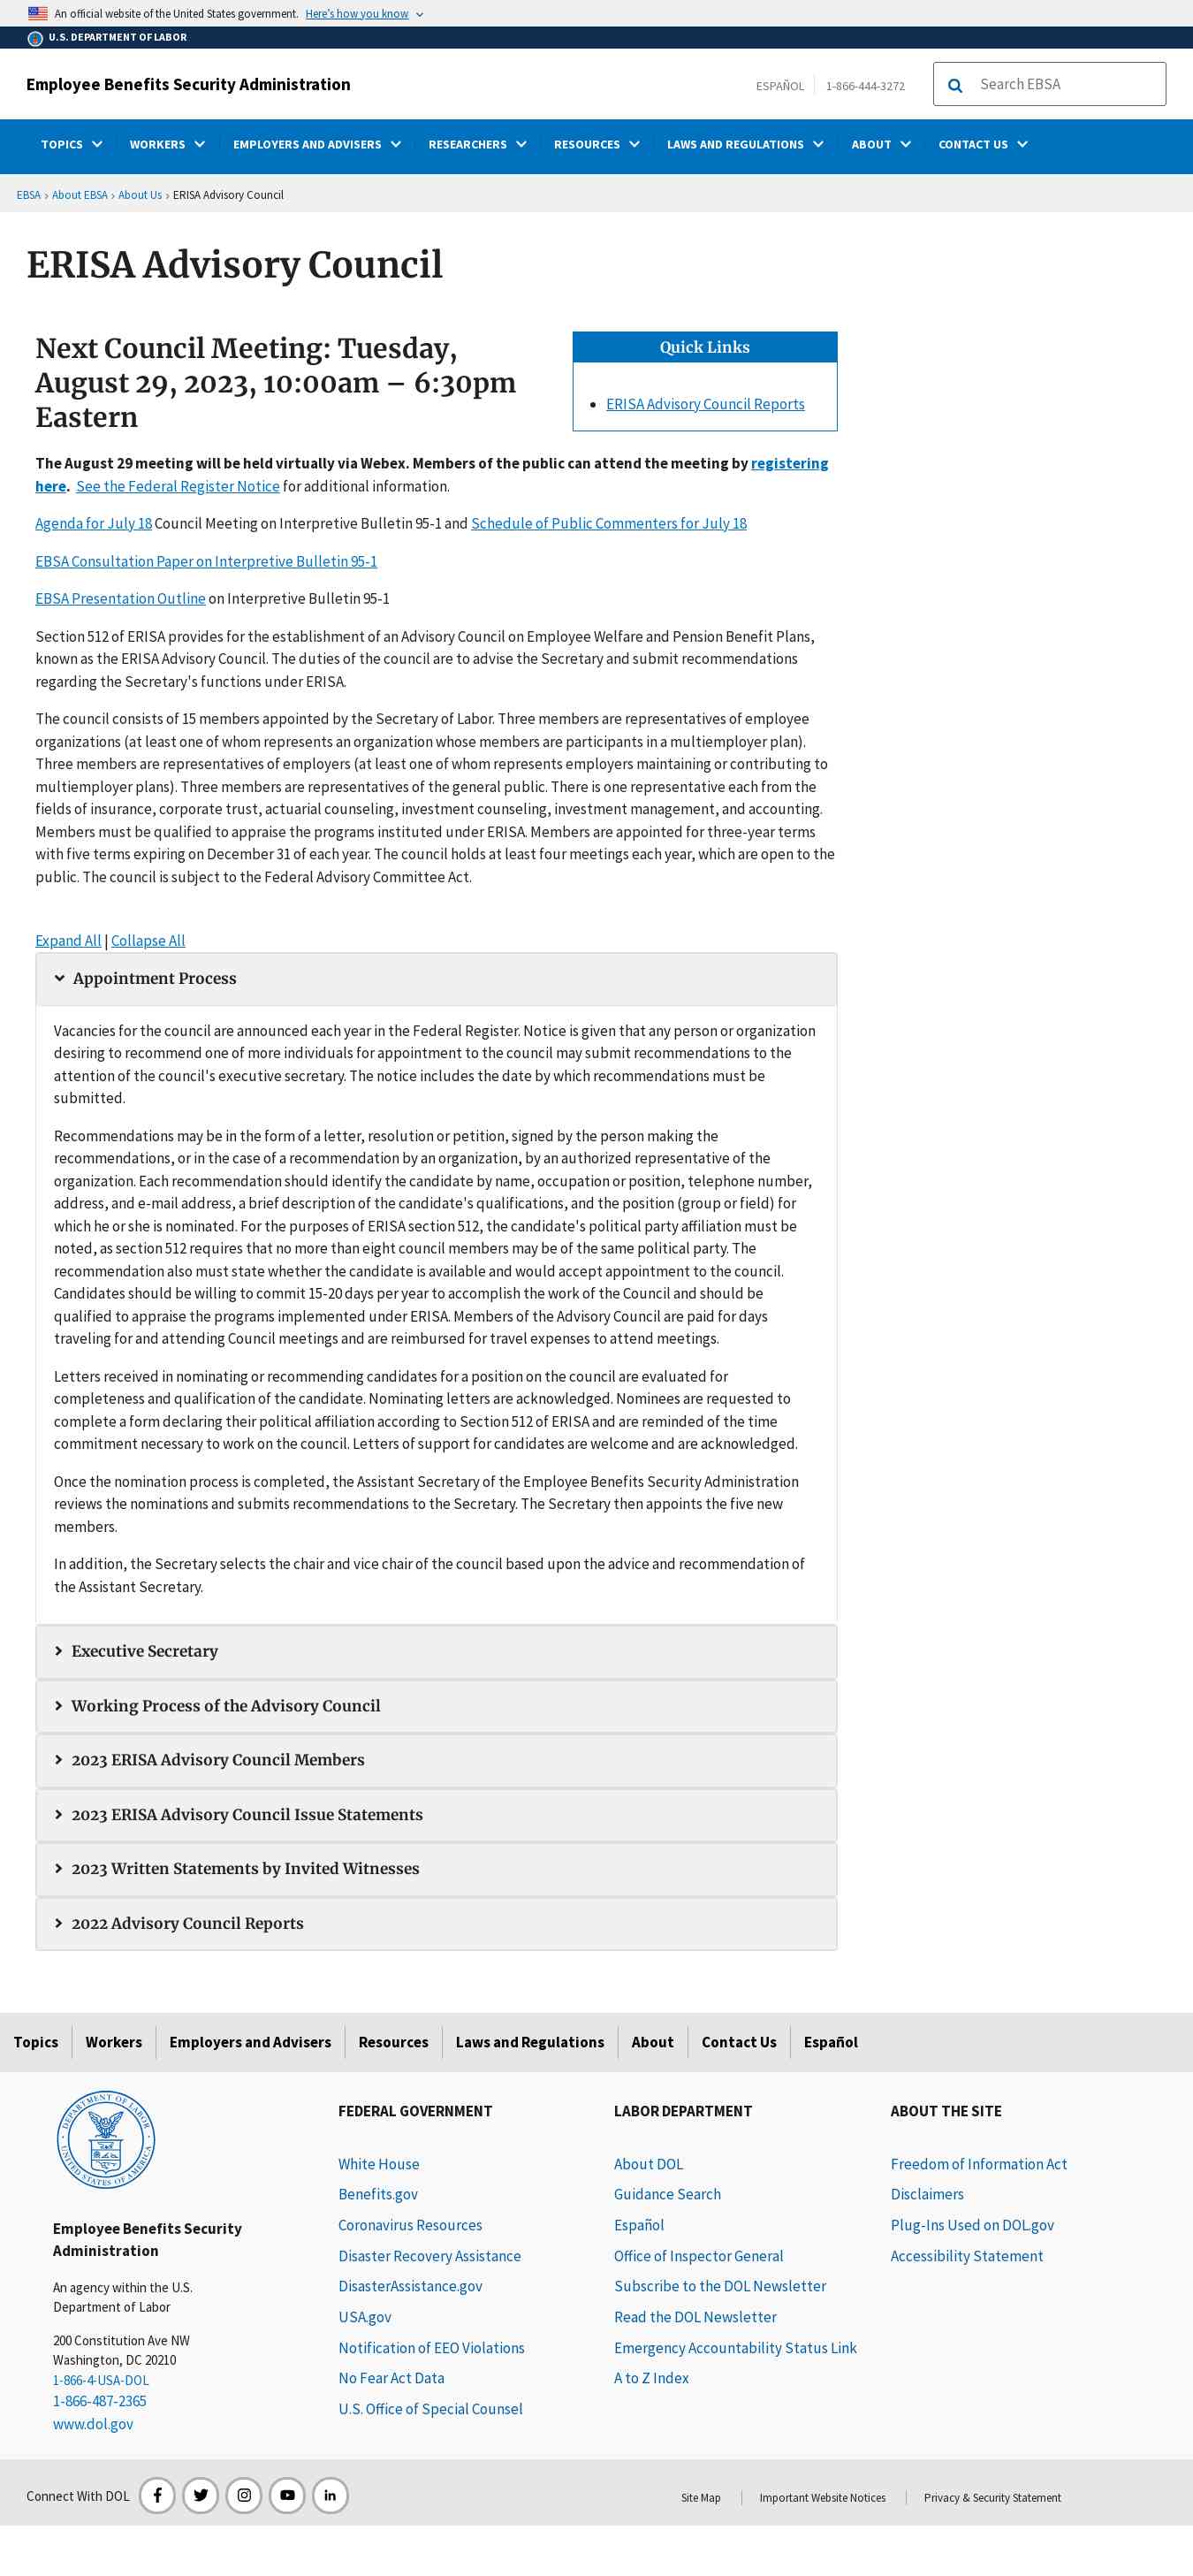 An official website of the United States government. Here's how you know
U.S. DEPARTMENT OF LABOR
Employee Benefits Security Administration
ESPAÑOL 1-866-444-3272
Search EBSA
TOPICS WORKERS EMPLOYERS AND ADVISERS RESEARCHERS RESOURCES LAWS AND REGULATIONS ABOUT CONTACT US
EBSA › About EBSA › About Us › ERISA Advisory Council
ERISA Advisory Council
Next Council Meeting: Tuesday,
August 29, 2023, 10:00am – 6:30pm
Eastern
Quick Links
ERISA Advisory Council Reports
The August 29 meeting will be held virtually via Webex. Members of the public can attend the meeting by registering
here. See the Federal Register Notice for additional information.
Agenda for July 18 Council Meeting on Interpretive Bulletin 95-1 and Schedule of Public Commenters for July 18
EBSA Consultation Paper on Interpretive Bulletin 95-1
EBSA Presentation Outline on Interpretive Bulletin 95-1
Section 512 of ERISA provides for the establishment of an Advisory Council on Employee Welfare and Pension Benefit Plans,
known as the ERISA Advisory Council. The duties of the council are to advise the Secretary and submit recommendations
regarding the Secretary's functions under ERISA.
The council consists of 15 members appointed by the Secretary of Labor. Three members are representatives of employee
organizations (at least one of whom represents an organization whose members are participants in a multiemployer plan).
Three members are representatives of employers (at least one of whom represents employers maintaining or contributing to
multiemployer plans). Three members are representatives of the general public. There is one representative each from the
fields of insurance, corporate trust, actuarial counseling, investment counseling, investment management, and accounting.
Members must be qualified to appraise the programs instituted under ERISA. Members are appointed for three-year terms
with five terms expiring on December 31 of each year. The council holds at least four meetings each year, which are open to the
public. The council is subject to the Federal Advisory Committee Act.
Expand All | Collapse All
Appointment Process
Vacancies for the council are announced each year in the Federal Register. Notice is given that any person or organization
desiring to recommend one of more individuals for appointment to the council may submit recommendations to the
attention of the council's executive secretary. The notice includes the date by which recommendations must be
submitted.
Recommendations may be in the form of a letter, resolution or petition, signed by the person making the
recommendations, or in the case of a recommendation by an organization, by an authorized representative of the
organization. Each recommendation should identify the candidate by name, occupation or position, telephone number,
address, and e-mail address, a brief description of the candidate's qualifications, and the position (group or field) for
which he or she is nominated. For the purposes of ERISA section 512, the candidate's political party affiliation must be
noted, as section 512 requires that no more than eight council members may be of the same political party. The
recommendation also must state whether the candidate is available and would accept appointment to the council.
Candidates should be willing to commit 15-20 days per year to accomplish the work of the Council and should be
qualified to appraise the programs implemented under ERISA. Members of the Advisory Council are paid for days
traveling for and attending Council meetings and are reimbursed for travel expenses to attend meetings.
Letters received in nominating or recommending candidates for a position on the council are evaluated for
completeness and qualification of the candidate. Nominating letters are acknowledged. Nominees are requested to
complete a form declaring their political affiliation according to Section 512 of ERISA and are reminded of the time
commitment necessary to work on the council. Letters of support for candidates are welcome and are acknowledged.
Once the nomination process is completed, the Assistant Secretary of the Employee Benefits Security Administration
reviews the nominations and submits recommendations to the Secretary. The Secretary then appoints the five new
members.
In addition, the Secretary selects the chair and vice chair of the council based upon the advice and recommendation of
the Assistant Secretary.
Executive Secretary
Working Process of the Advisory Council
2023 ERISA Advisory Council Members
2023 ERISA Advisory Council Issue Statements
2023 Written Statements by Invited Witnesses
2022 Advisory Council Reports
Topics Workers Employers and Advisers Resources Laws and Regulations About Contact Us Español
DEPARTMENT OF LABOR
UNITED STATES OF AMERICA
Employee Benefits Security
Administration
An agency within the U.S.
Department of Labor
200 Constitution Ave NW
Washington, DC 20210
1-866-4-USA-DOL
1-866-487-2365
www.dol.gov
FEDERAL GOVERNMENT
White House
Benefits.gov
Coronavirus Resources
Disaster Recovery Assistance
DisasterAssistance.gov
USA.gov
Notification of EEO Violations
No Fear Act Data
U.S. Office of Special Counsel
LABOR DEPARTMENT
About DOL
Guidance Search
Español
Office of Inspector General
Subscribe to the DOL Newsletter
Read the DOL Newsletter
Emergency Accountability Status Link
A to Z Index
ABOUT THE SITE
Freedom of Information Act
Disclaimers
Plug-Ins Used on DOL.gov
Accessibility Statement
Connect With DOL
Site Map Important Website Notices Privacy & Security Statement